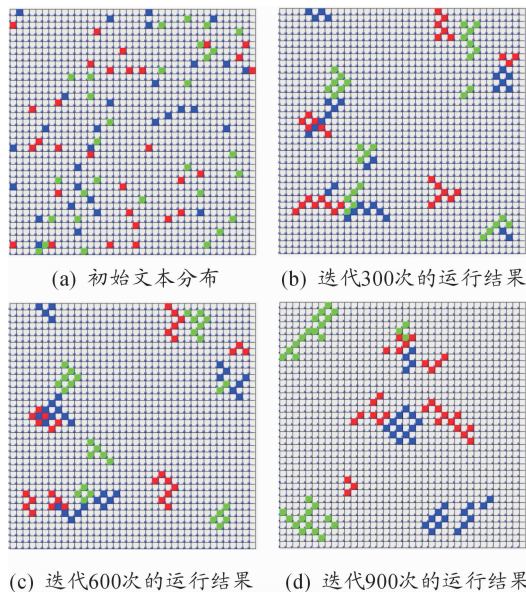 (a) 初始文本分布
(b) 迭代300次的运行结果
(c) 迭代600次的运行结果
(d) 迭代900次的运行结果